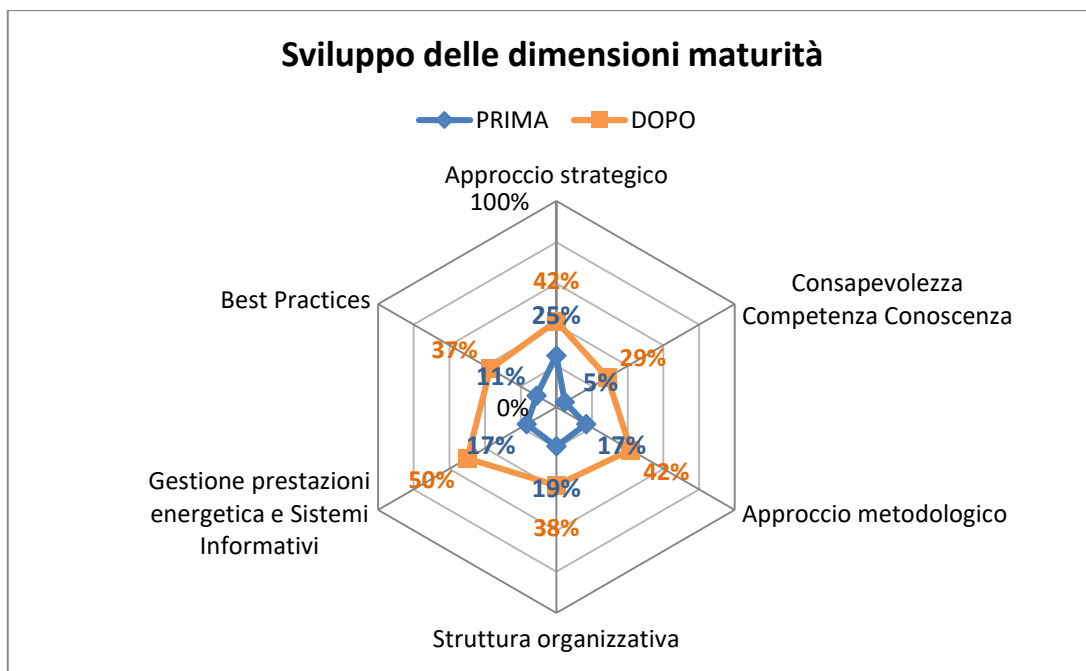 Sviluppo delle dimensioni maturità
PRIMA DOPO
Approccio strategico
100%
42%
25%
Consapevolezza
Competenza Conoscenza
29%
5%
Best Practices
37%
11%
0%
17%
42%
Approccio metodologico
17%
50%
Gestione prestazioni
energetica e Sistemi
Informativi
19%
38%
Struttura organizzativa